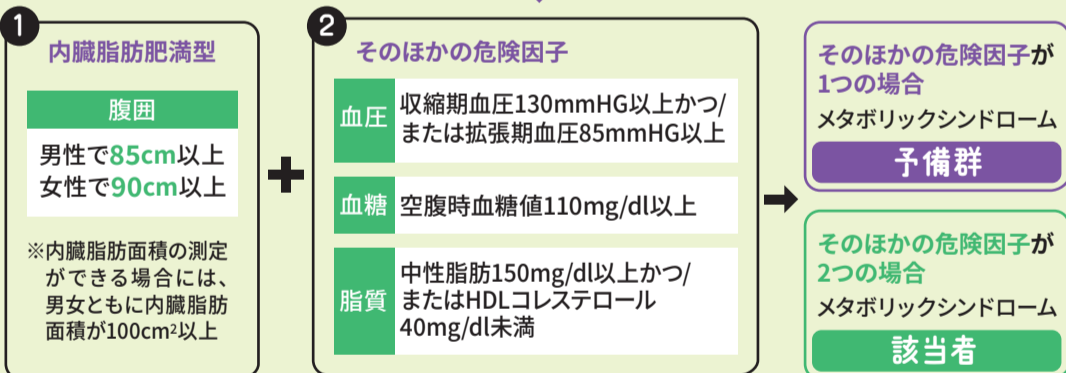 1
内臓脂肪肥満型
腹囲
男性で85cm以上
女性で90cm以上
※内臓脂肪面積の測定
ができる場合には、
男女ともに内臓脂肪
面積が100cm²以上
+
2
そのほかの危険因子
血圧
収縮期血圧130mmHG以上かつ/
または拡張期血圧85mmHG以上
血糖
空腹時血糖値110mg/dl以上
脂質
中性脂肪150mg/dl以上かつ/
またはHDLコレステロール
40mg/dl未満
そのほかの危険因子が
1つの場合
メタボリックシンドローム
予備群
そのほかの危険因子が
2つの場合
メタボリックシンドローム
該当者